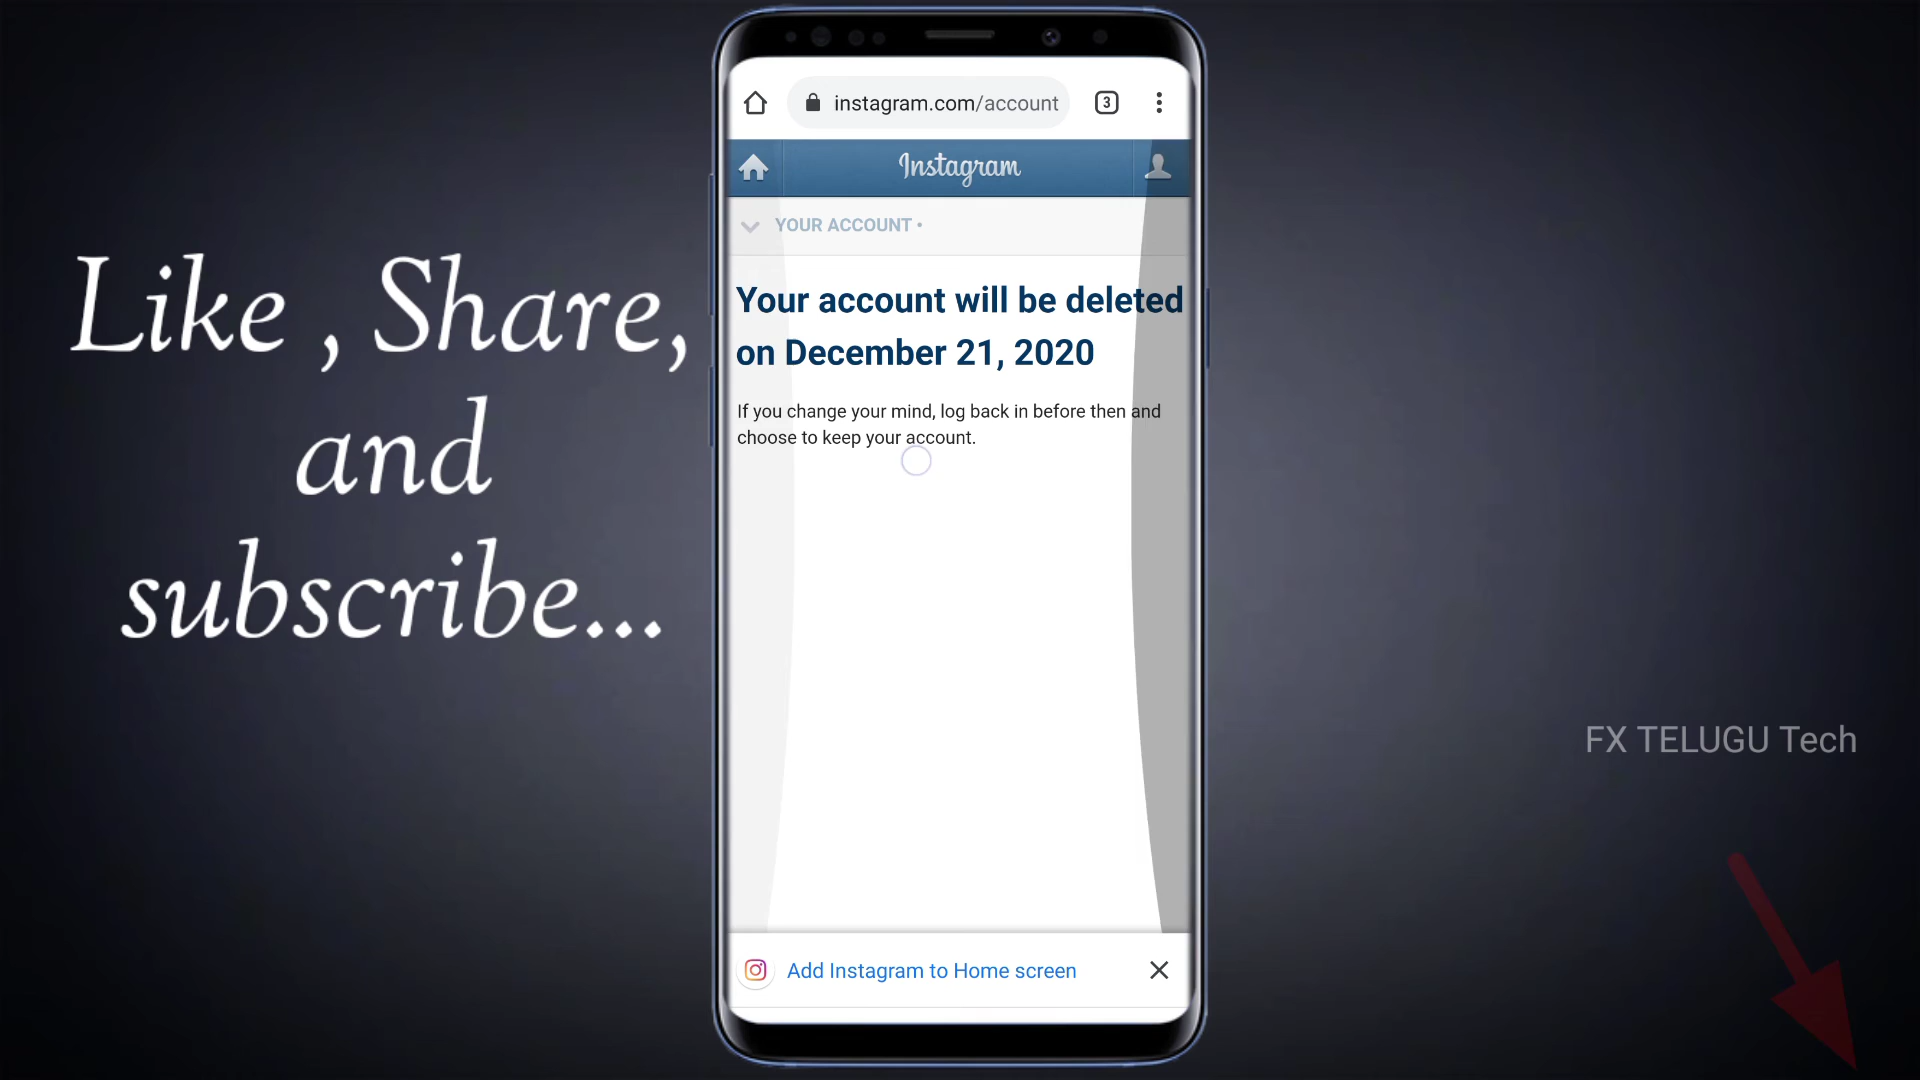 Like , Share,
and
subscribe...
instagram.com/account
3
Instagram
YOUR ACCOUNT •
Your account will be deleted
on December 21, 2020
If you change your mind, log back in before then and
choose to keep your account.
Add Instagram to Home screen
FX TELUGU Tech